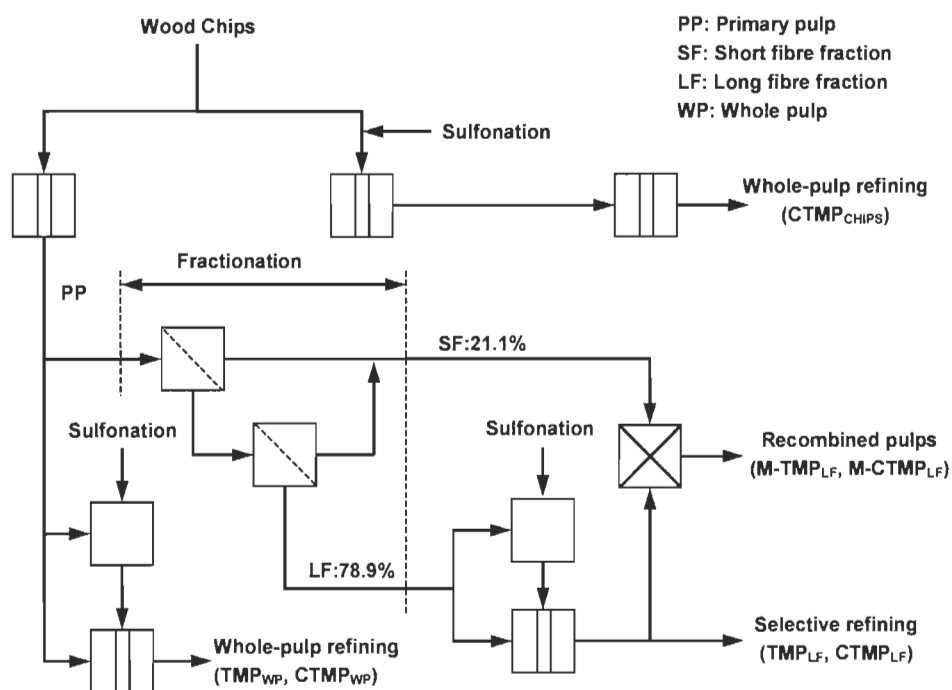 Wood Chips
PP: Primary pulp
SF: Short fibre fraction
LF: Long fibre fraction
WP: Whole pulp
Sulfonation
Whole-pulp refining
(CTMPCHIPS)
Fractionation
PP
SF:21.1%
Sulfonation
Sulfonation
Recombined pulps
(M-TMPLF, M-CTMPLF)
LF:78.9%
Whole-pulp refining
(TMPWP, CTMPWP)
Selective refining
(TMPLF, CTMPLF)